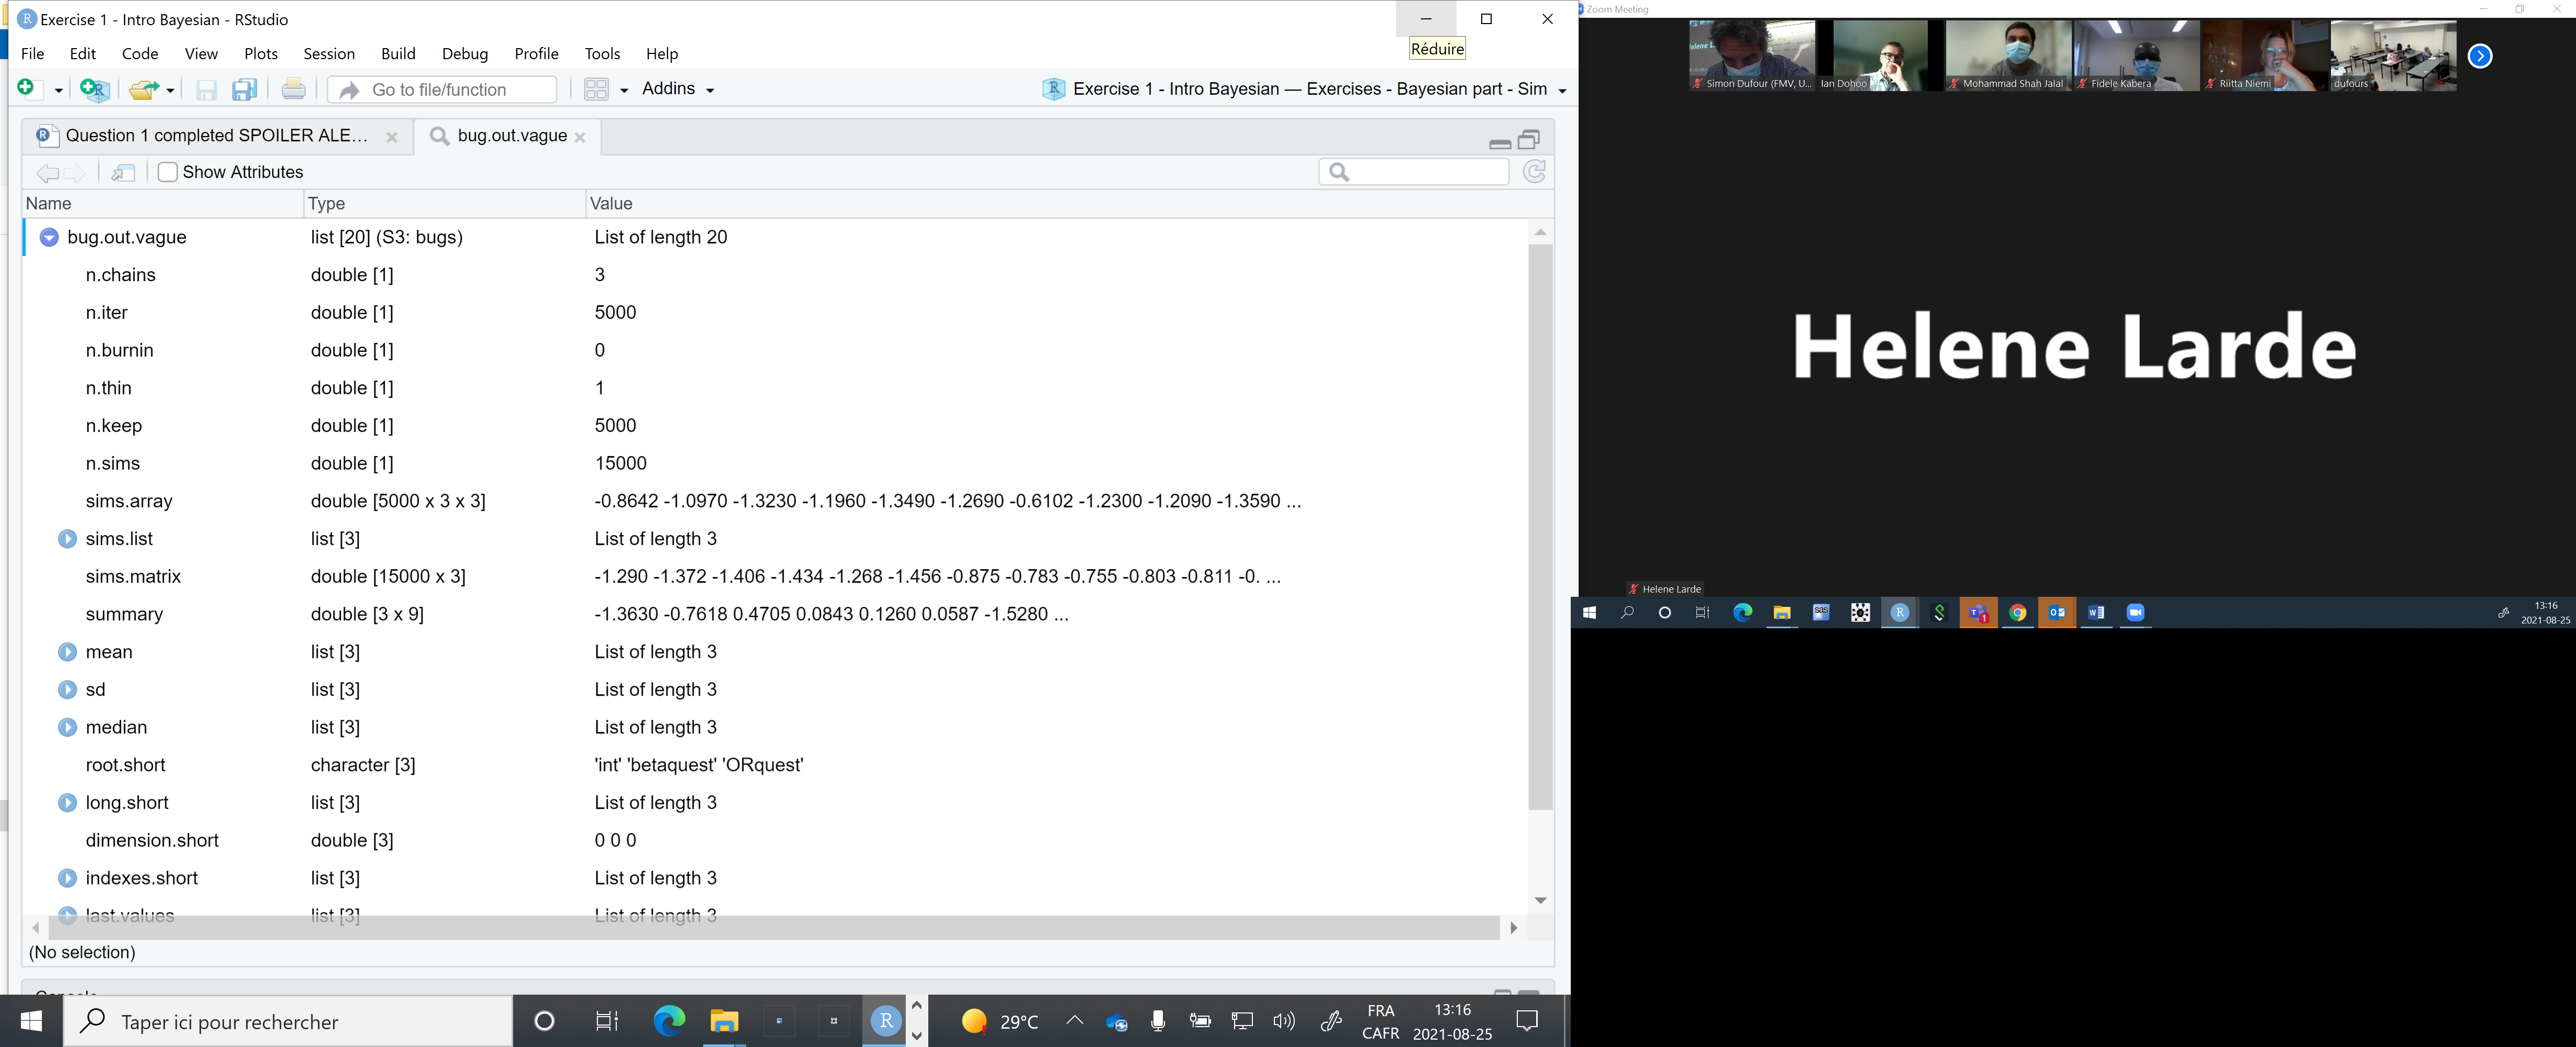 Exercise 1 - Intro Bayesian - RStudio
Réduire
File Edit Code View Plots Session Build Debug Profile Tools Help
Go to file/function
Addins
Exercise 1 - Intro Bayesian — Exercises - Bayesian part - Sim
Question 1 completed SPOILER ALE...
bug.out.vague
Show Attributes
Name Type Value
bug.out.vague list [20] (S3: bugs) List of length 20
n.chains double [1] 3
n.iter double [1] 5000
n.burnin double [1] 0
n.thin double [1] 1
n.keep double [1] 5000
n.sims double [1] 15000
sims.array double [5000 x 3 x 3] -0.8642 -1.0970 -1.3230 -1.1960 -1.3490 -1.2690 -0.6102 -1.2300 -1.2090 -1.3590 ...
sims.list list [3] List of length 3
sims.matrix double [15000 x 3] -1.290 -1.372 -1.406 -1.434 -1.268 -1.456 -0.875 -0.783 -0.755 -0.803 -0.811 -0. ...
summary double [3 x 9] -1.3630 -0.7618 0.4705 0.0843 0.1260 0.0587 -1.5280 ...
mean list [3] List of length 3
sd list [3] List of length 3
median list [3] List of length 3
root.short character [3] 'int' 'betaquest' 'ORquest'
long.short list [3] List of length 3
dimension.short double [3] 0 0 0
indexes.short list [3] List of length 3
last.values list [3] List of length 3
(No selection)
Console
Taper ici pour rechercher
29°C
FRA
CAFR
13:16
2021-08-25
Zoom Meeting
Simon Dufour (FMV, U...
Ian Dohoo
Mohammad Shah Jalal
Fidele Kabera
Riitta Niemi
dufours
Helene Larde
Helene Larde
sas
1
13:16
2021-08-25